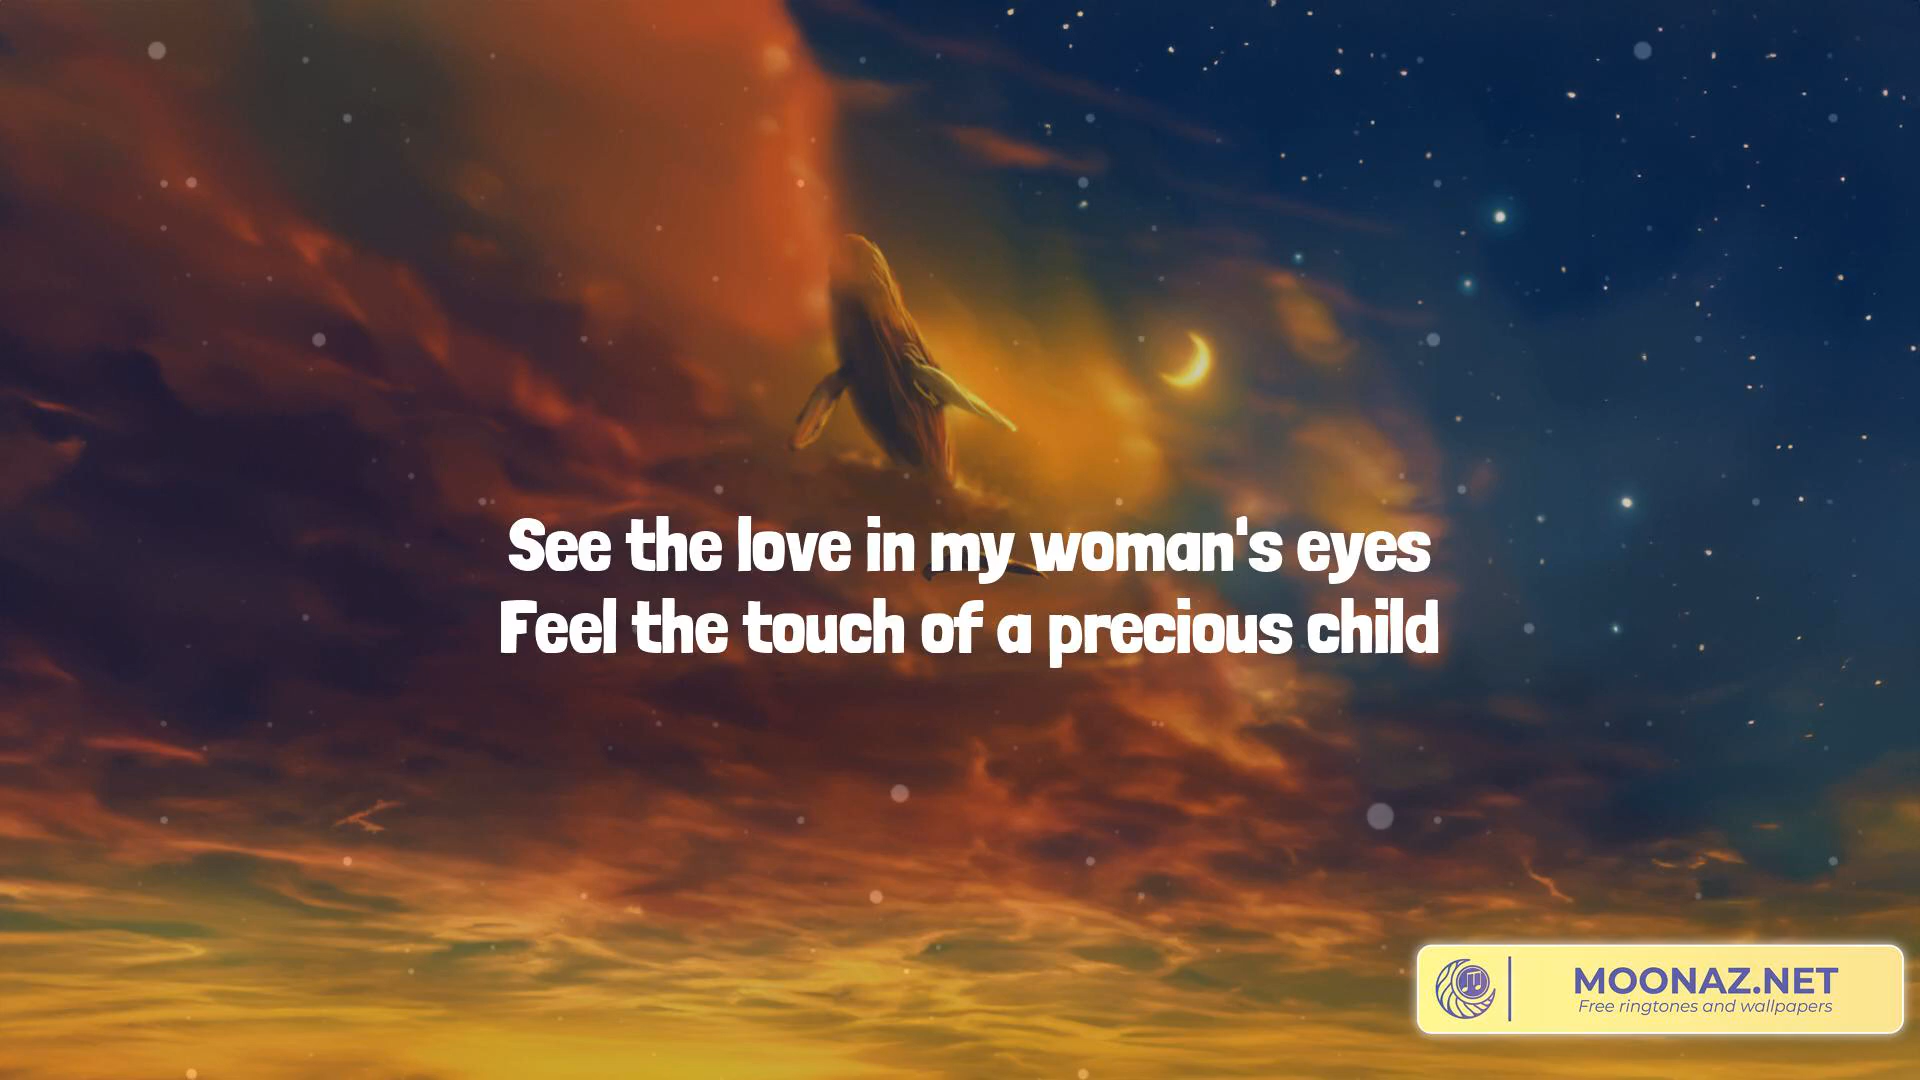 See the love in my woman's eyes
Feel the touch of a precious child
MOONAZ.NET
Free ringtones and wallpapers